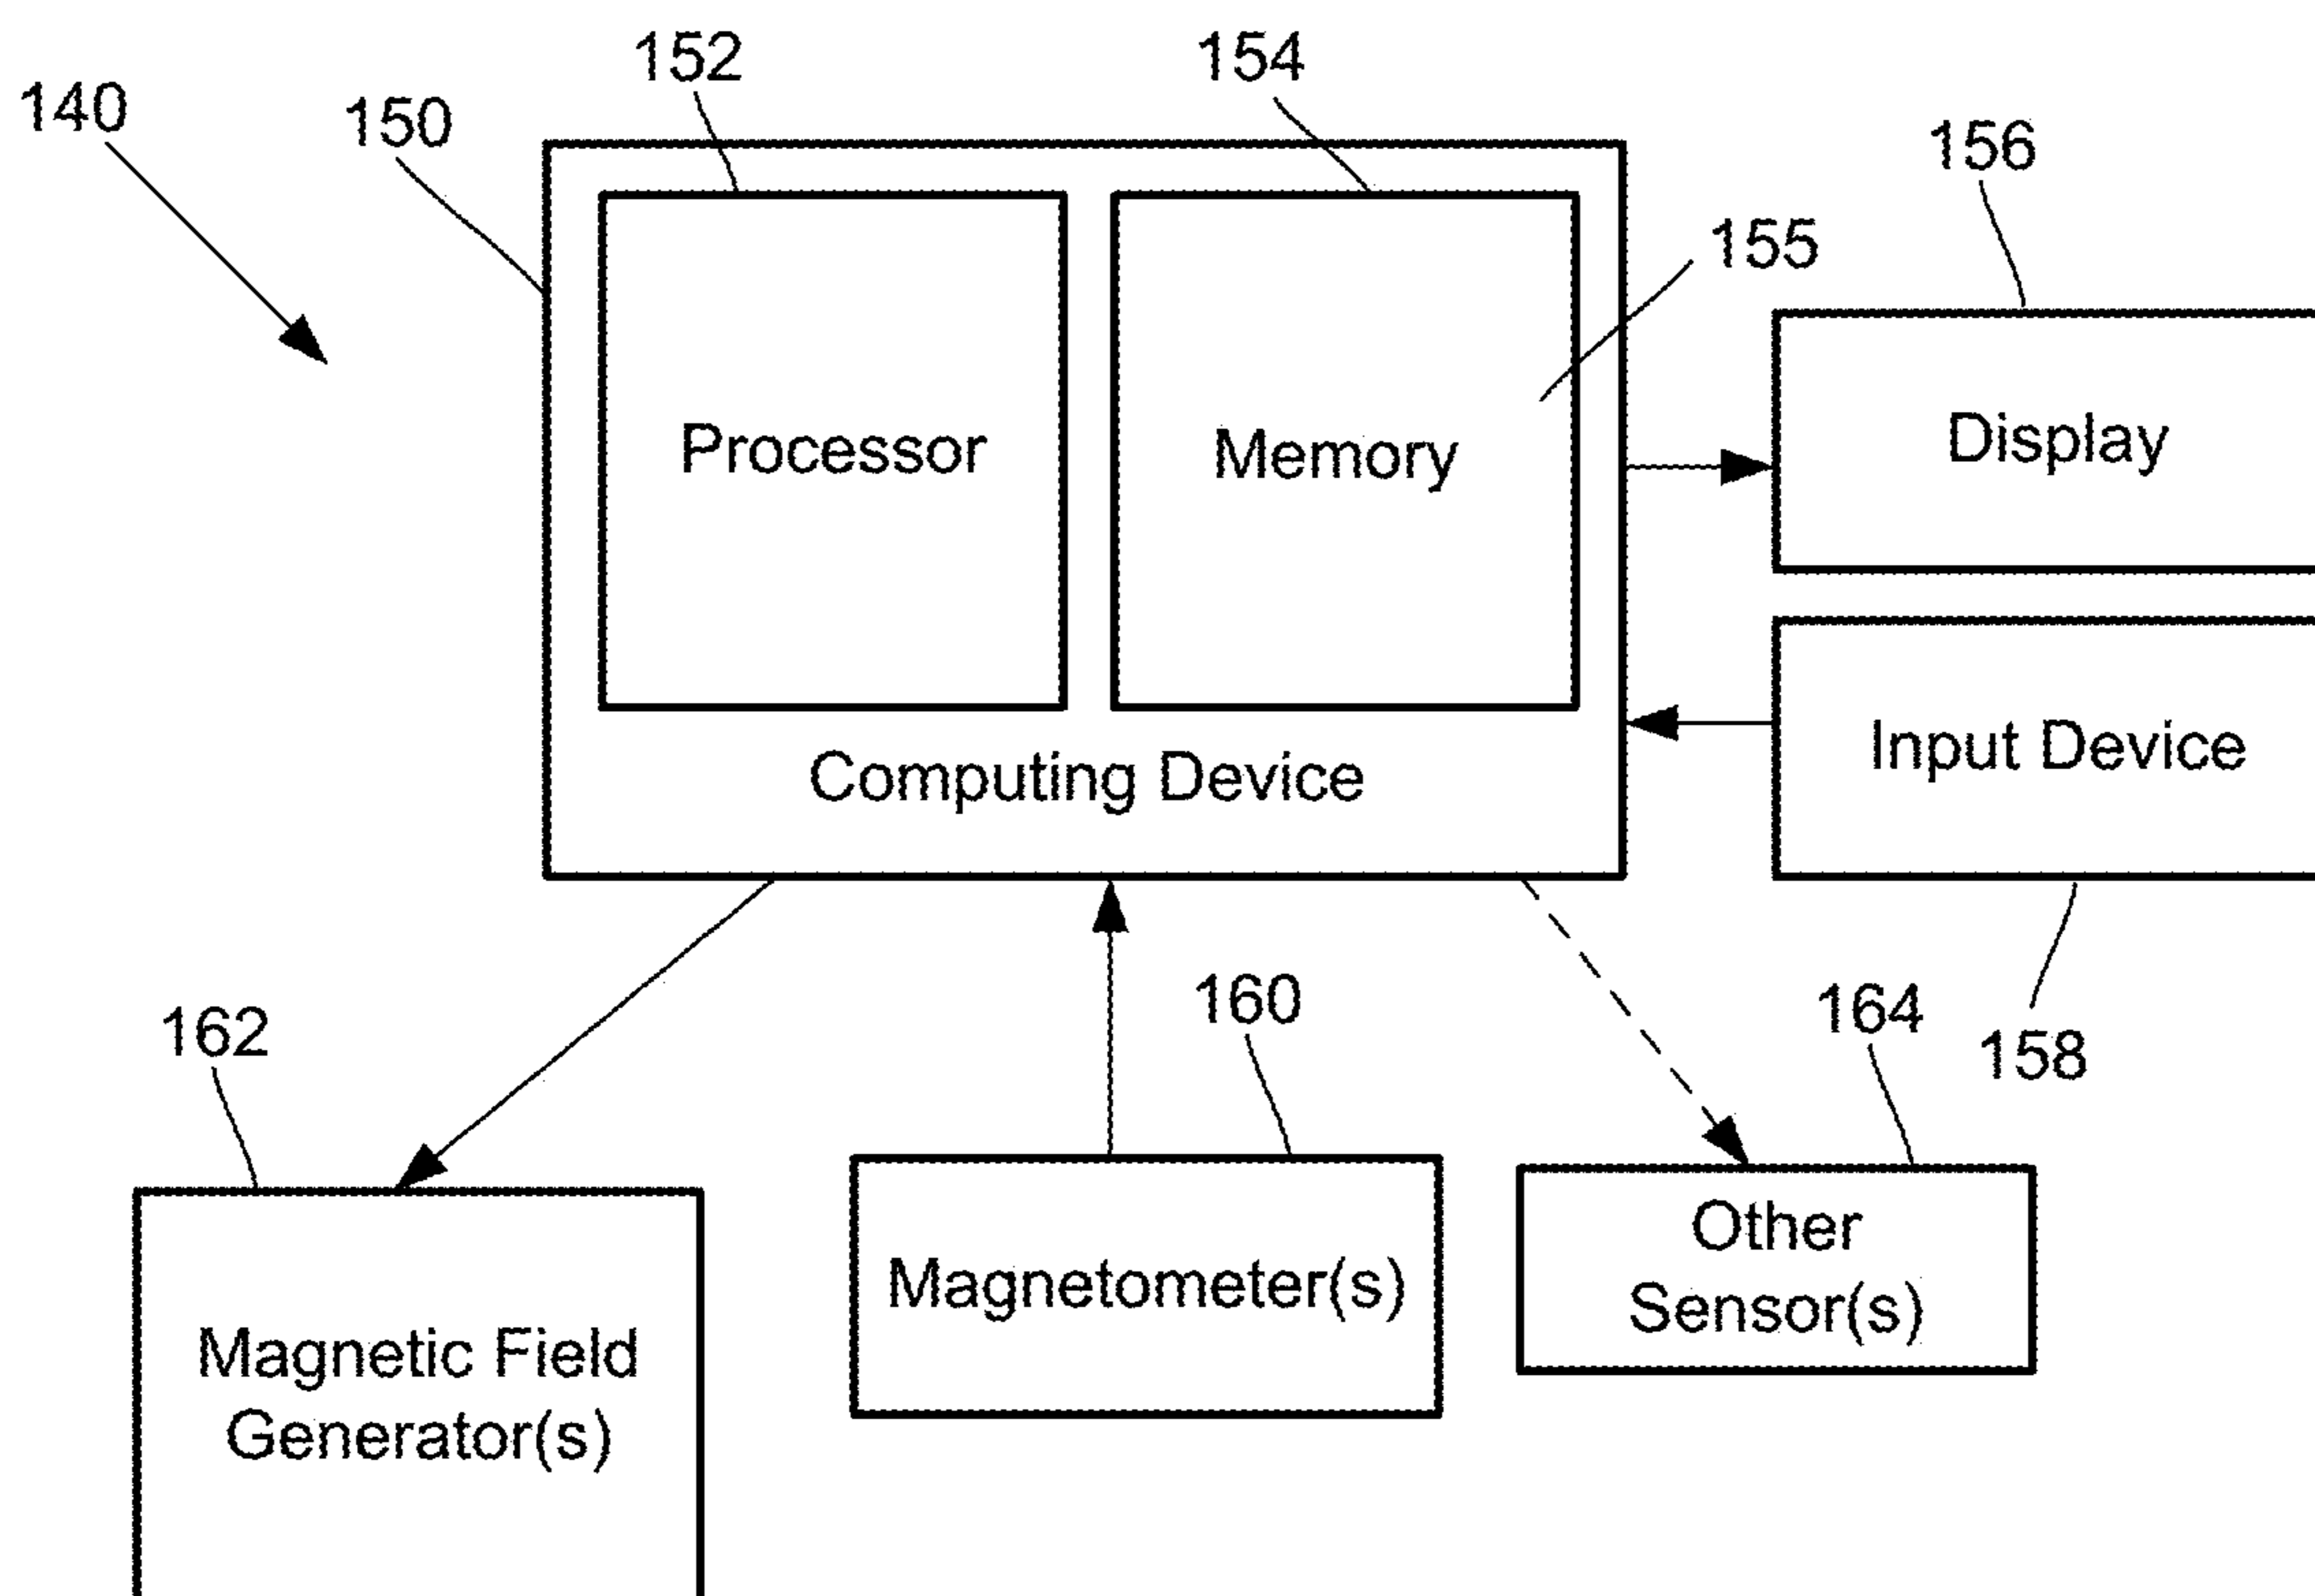 152
154
140
150
156
155
Processor
Memory
Display
Input Device
Computing Device
162
160
164
158
Magnetometer(s)
Other
Sensor(s)
Magnetic Field
Generator(s)